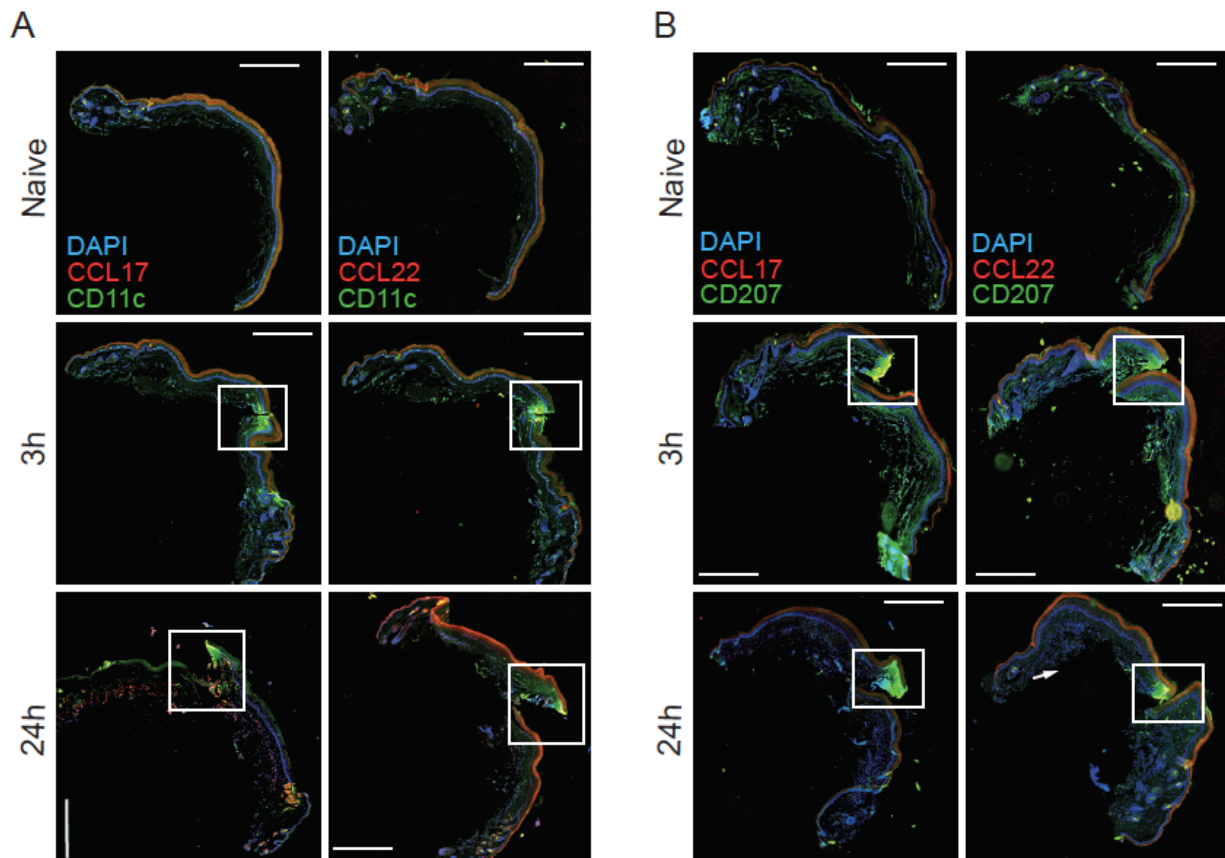 A
B
Naive
DAPI
CCL17
CD11c
DAPI
CCL22
CD11c
Naive
DAPI
CCL17
CD207
DAPI
CCL22
CD207
3h
3h
24h
24h